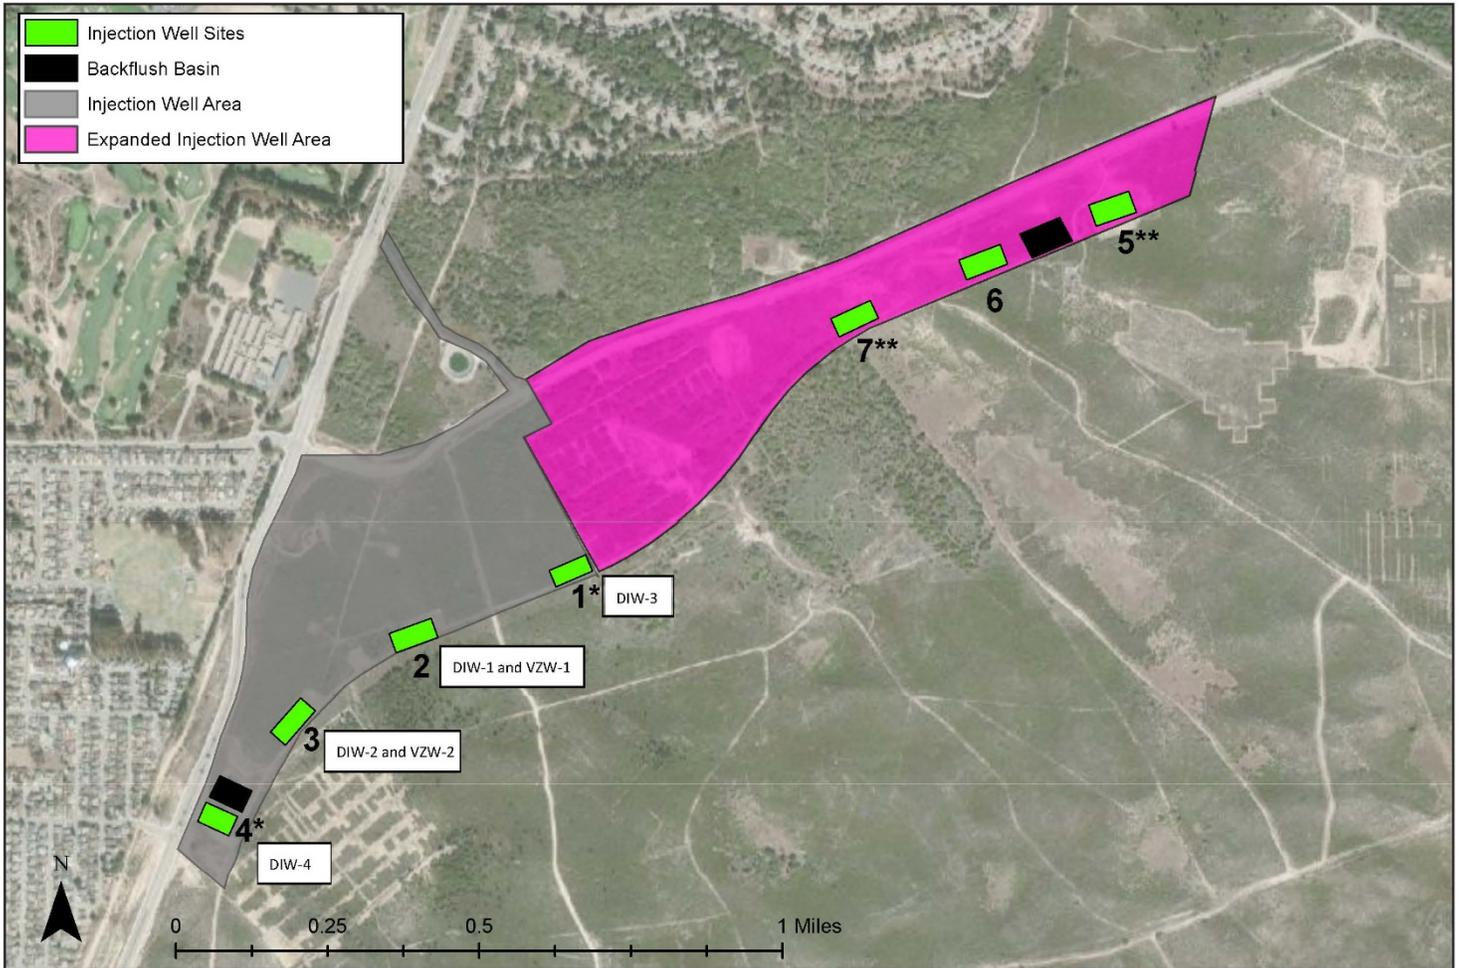 Injection Well Sites
Backflush Basin
Injection Well Area
Expanded Injection Well Area
5**
6
7**
1*
DIW-3
2
DIW-1 and VZW-1
3
DIW-2 and VZW-2
4*
DIW-4
N
0 0.25 0.5 1 Miles